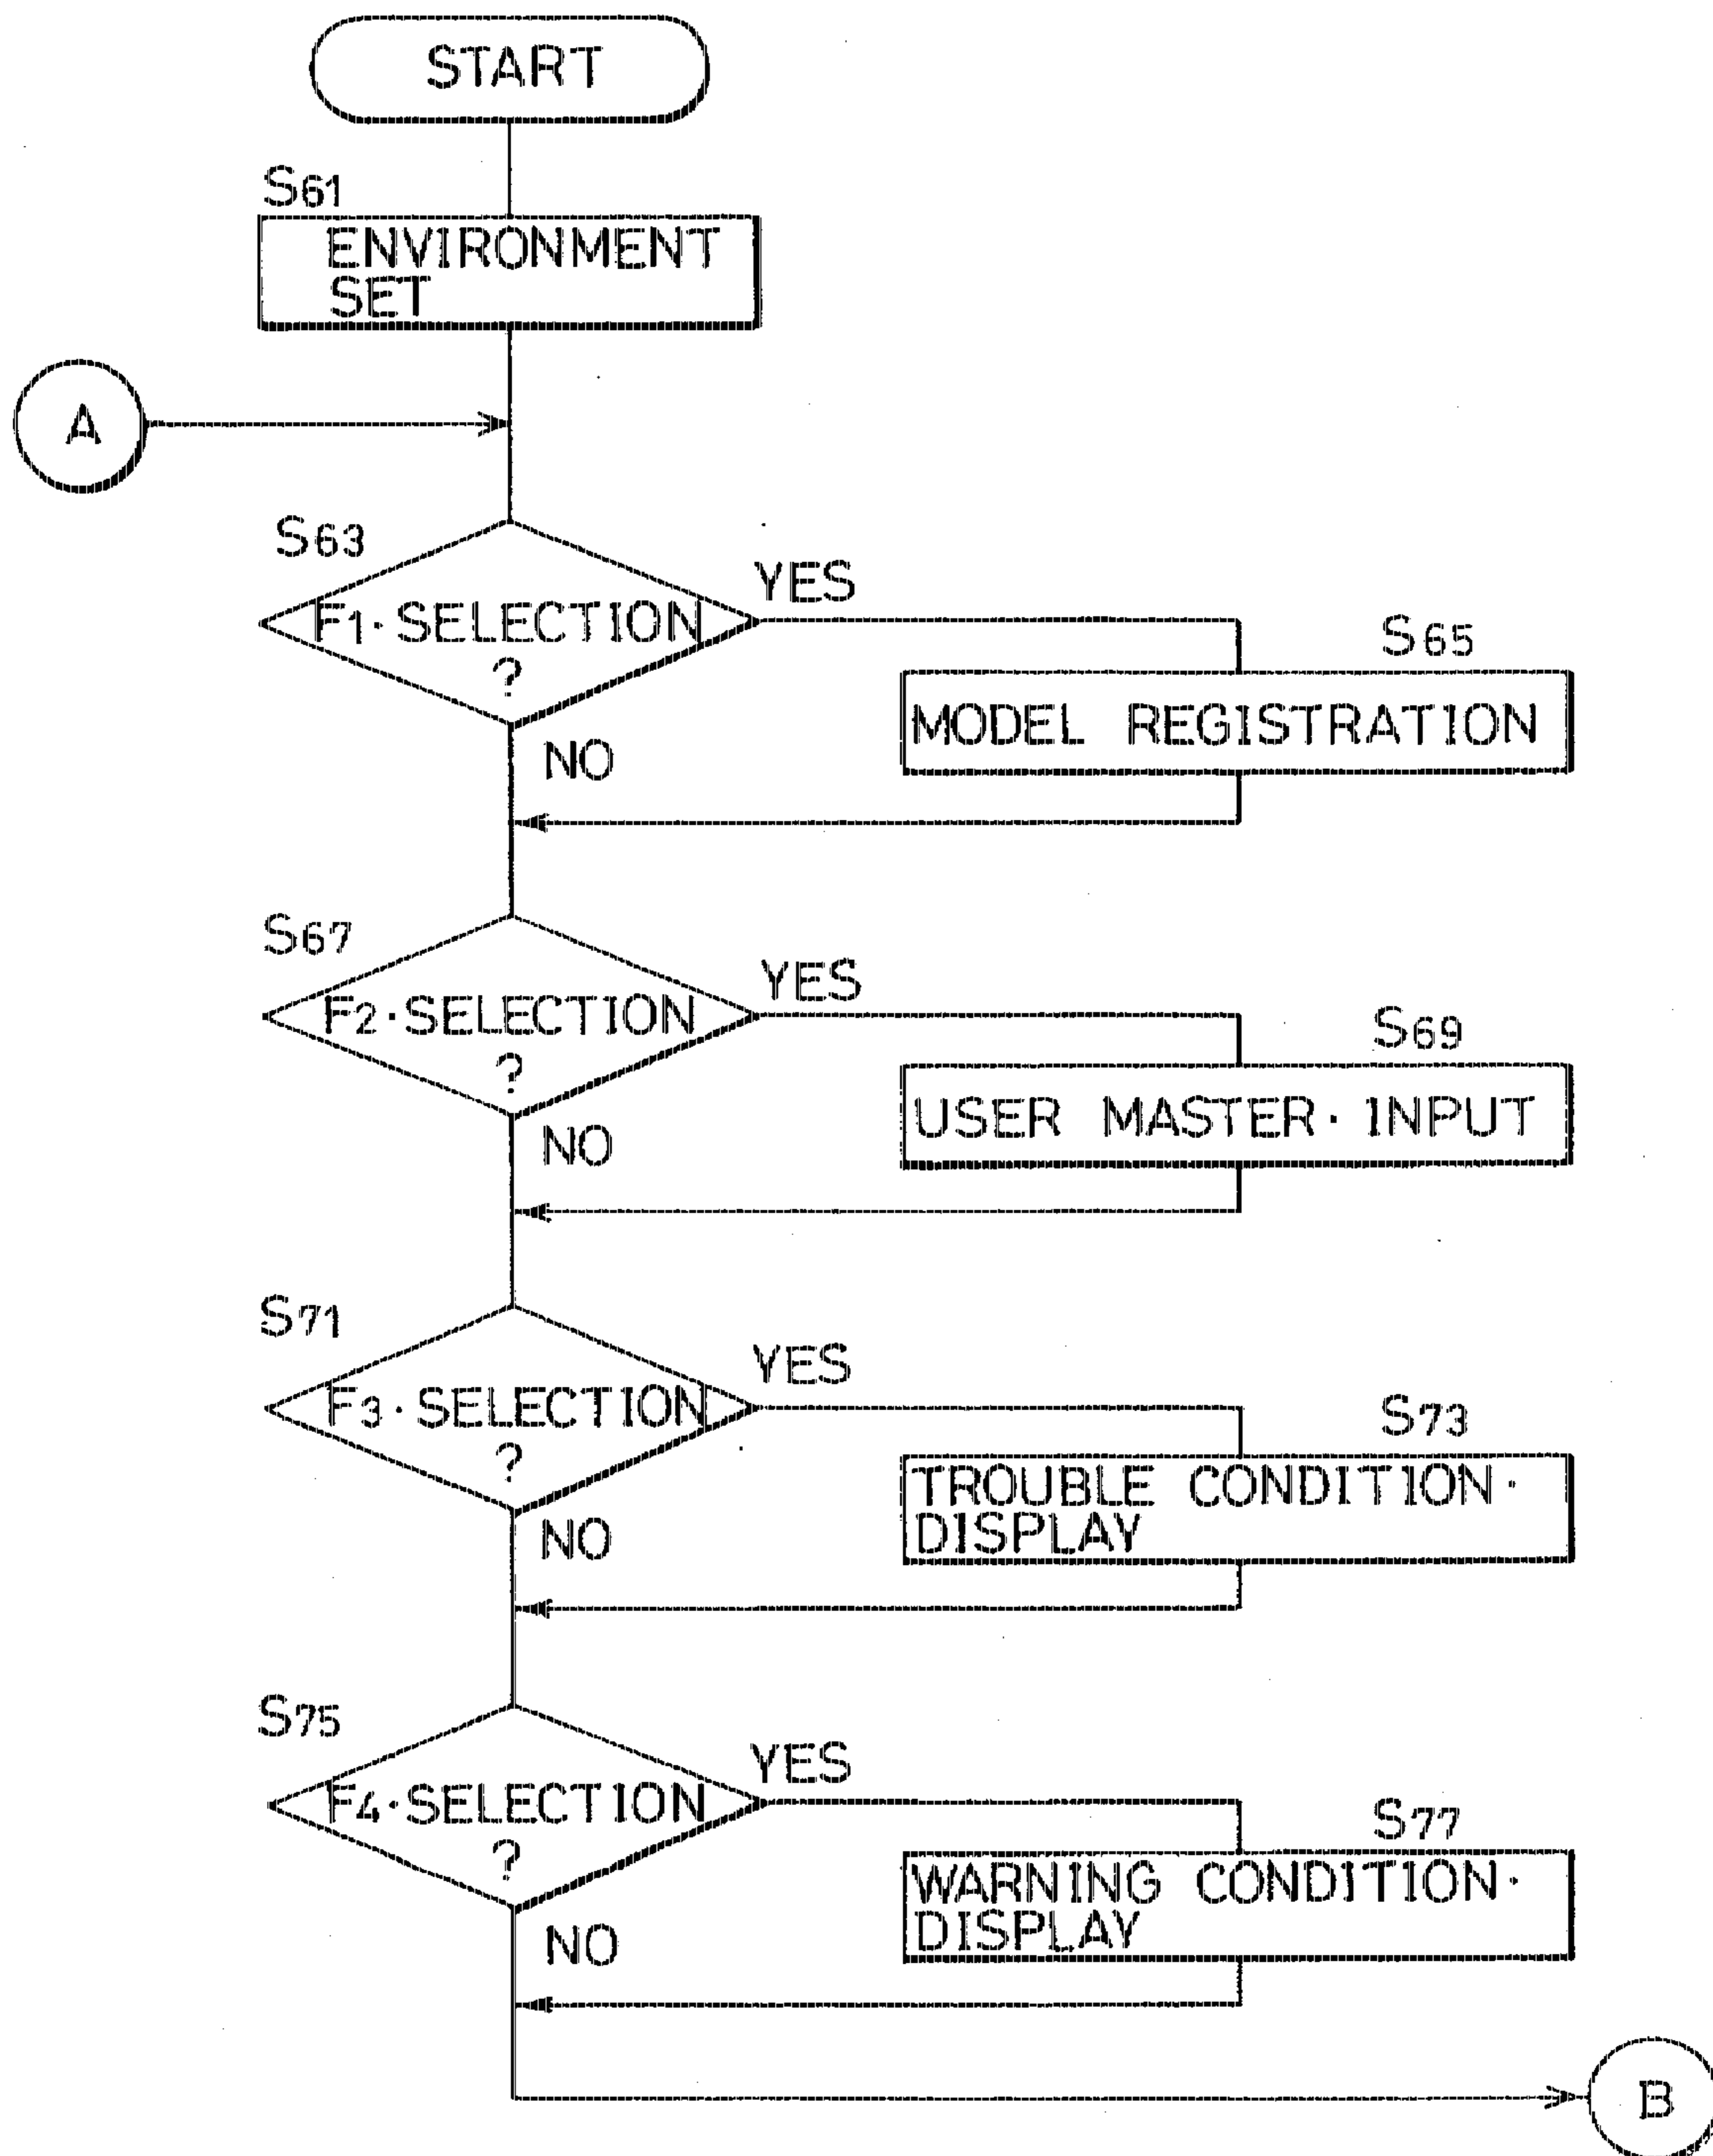 START
S61
ENVIRONMENT
SET
A
S63
F1·SELECTION
?
YES
NO
S65
MODEL REGISTRATION
S67
F2·SELECTION
?
YES
NO
S69
USER MASTER·INPUT
S71
F3·SELECTION
?
YES
NO
S73
TROUBLE CONDITION·
DISPLAY
S75
F4·SELECTION
?
YES
NO
S77
WARNING CONDITION·
DISPLAY
B